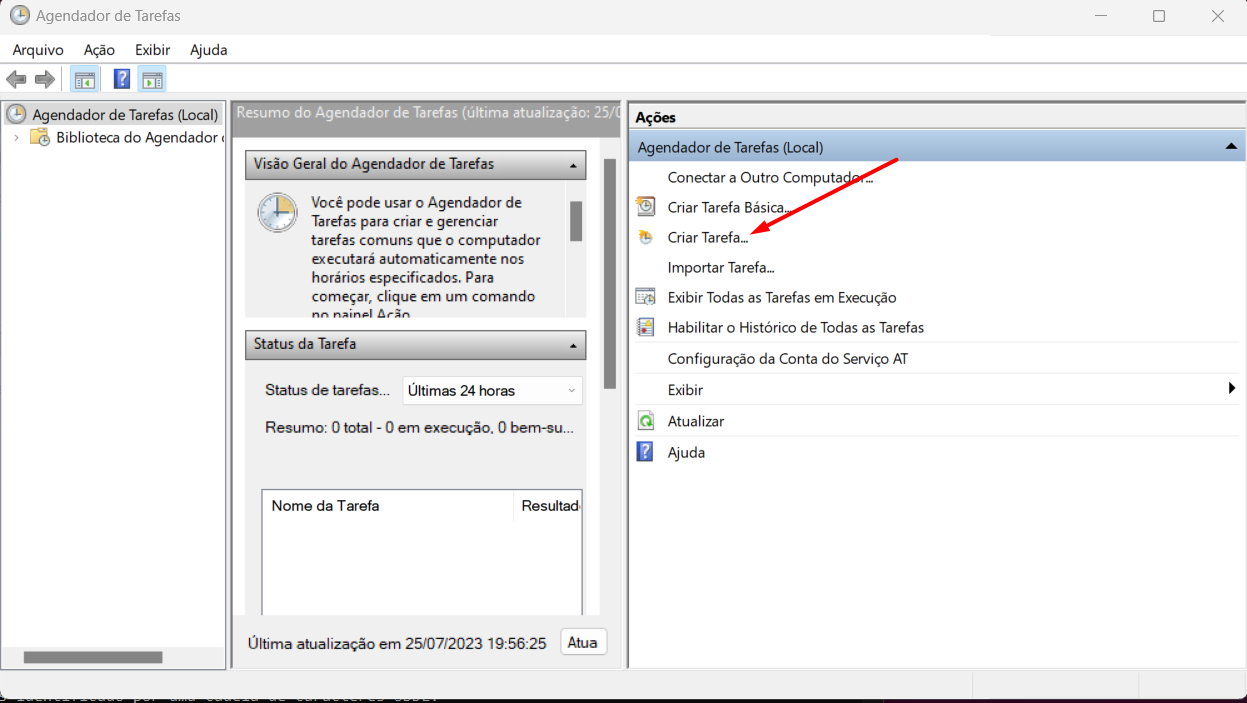 Agendador de Tarefas
Arquivo Ação Exibir Ajuda
Agendador de Tarefas (Local)
Biblioteca do Agendador
Resumo do Agendador de Tarefas (última atualização: 25/0
Visão Geral do Agendador de Tarefas
Você pode usar o Agendador de
Tarefas para criar e gerenciar
tarefas comuns que o computador
executará automaticamente nos
horários especificados. Para
começar, clique em um comando
no painel Ação
Status da Tarefa
Status de tarefas... Últimas 24 horas
Resumo: 0 total - 0 em execução, 0 bem-su...
Nome da Tarefa Resultad
Última atualização em 25/07/2023 19:56:25 Atua
Ações
Agendador de Tarefas (Local)
Conectar a Outro Computador...
Criar Tarefa Básica...
Criar Tarefa...
Importar Tarefa...
Exibir Todas as Tarefas em Execução
Habilitar o Histórico de Todas as Tarefas
Configuração da Conta do Serviço AT
Exibir
Atualizar
Ajuda